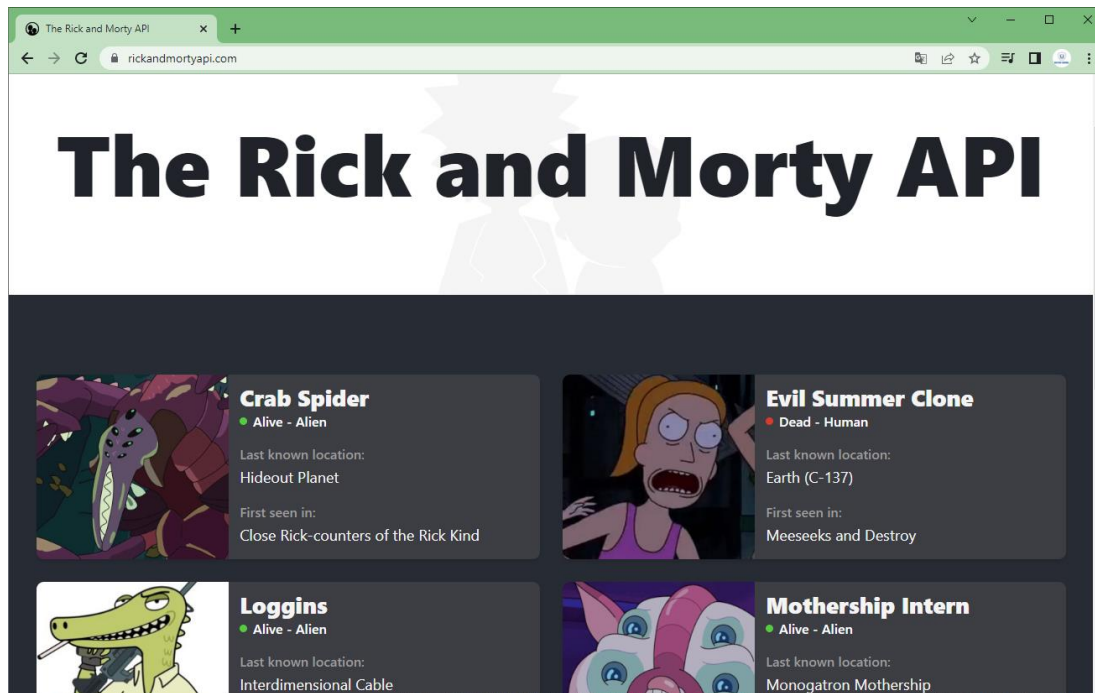 The Rick and Morty API
rickandmortyapi.com
The Rick and Morty API
Crab Spider
Alive - Alien
Last known location:
Hideout Planet
First seen in:
Close Rick-counters of the Rick Kind
Evil Summer Clone
Dead - Human
Last known location:
Earth (C-137)
First seen in:
Meeseeks and Destroy
Loggins
Alive - Alien
Last known location:
Interdimensional Cable
Mothership Intern
Alive - Alien
Last known location:
Monogatron Mothership